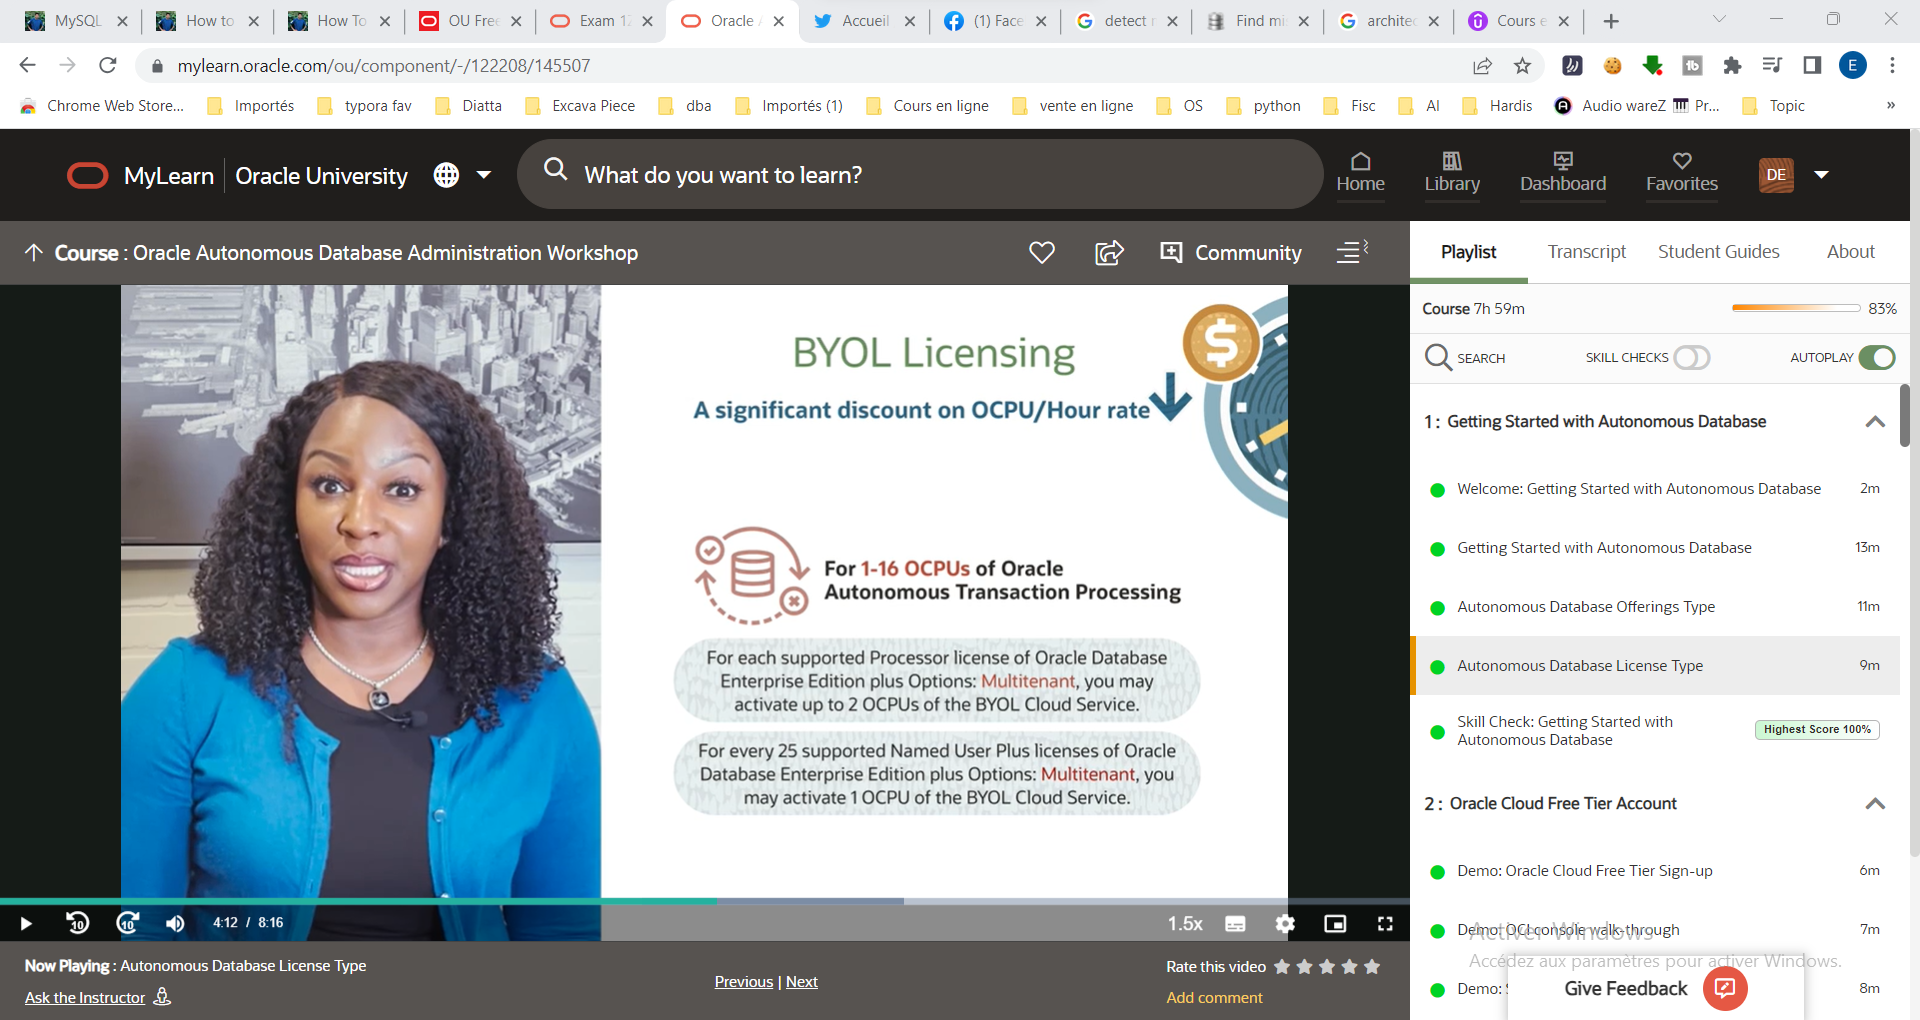 MySQL
How to
How To
OU Free
Exam 1Z
Oracle A
Accueil
(1) Face
detect r
Find mi
architec
Cours e
mylearn.oracle.com/ou/component/-/122208/145507
E
Chrome Web Store...
Importés
typora fav
Diatta
Excava Piece
dba
Importés (1)
Cours en ligne
vente en ligne
OS
python
Fisc
AI
Hardis
Audio wareZ
Pr...
Topic
»
MyLearn
Oracle University
What do you want to learn?
Home
Library
Dashboard
Favorites
DE
Course : Oracle Autonomous Database Administration Workshop
Community
Playlist
Transcript
Student Guides
About
Course 7h 59m
83%
SEARCH
SKILL CHECKS
AUTOPLAY
BYOL Licensing
A significant discount on OCPU/Hour rate
$
For 1-16 OCPUs of Oracle
Autonomous Transaction Processing
For each supported Processor license of Oracle Database
Enterprise Edition plus Options: Multitenant, you may
activate up to 2 OCPUs of the BYOL Cloud Service.
For every 25 supported Named User Plus licenses of Oracle
Database Enterprise Edition plus Options: Multitenant, you
may activate 1 OCPU of the BYOL Cloud Service.
1 : Getting Started with Autonomous Database
Welcome: Getting Started with Autonomous Database 2m
Getting Started with Autonomous Database 13m
Autonomous Database Offerings Type 11m
Autonomous Database License Type 9m
Skill Check: Getting Started with
Autonomous Database
Highest Score 100%
2 : Oracle Cloud Free Tier Account
Demo: Oracle Cloud Free Tier Sign-up 6m
Demo: OCI console walk-through 7m
Demo: S 8m
Activer Windows
Accédez aux paramètres pour activer Windows.
Give Feedback
10
10
4:12 / 8:16
1.5x
Now Playing : Autonomous Database License Type
Ask the Instructor
Previous | Next
Rate this video
Add comment